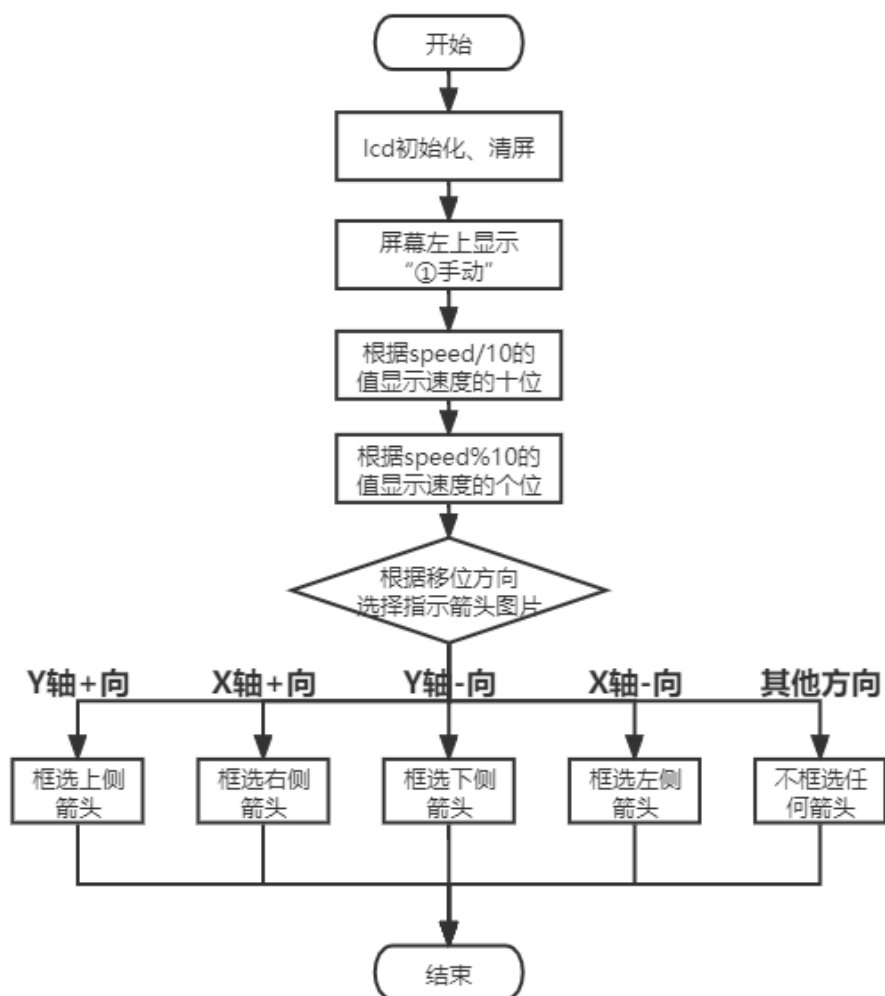 开始
lcd初始化、清屏
屏幕左上显示
“①手动”
根据speed/10的
值显示速度的十位
根据speed%10的
值显示速度的个位
根据移位方向
选择指示箭头图片
Y轴+向
X轴+向
Y轴-向
X轴-向
其他方向
框选上侧
箭头
框选右侧
箭头
框选下侧
箭头
框选左侧
箭头
不框选任
何箭头
结束